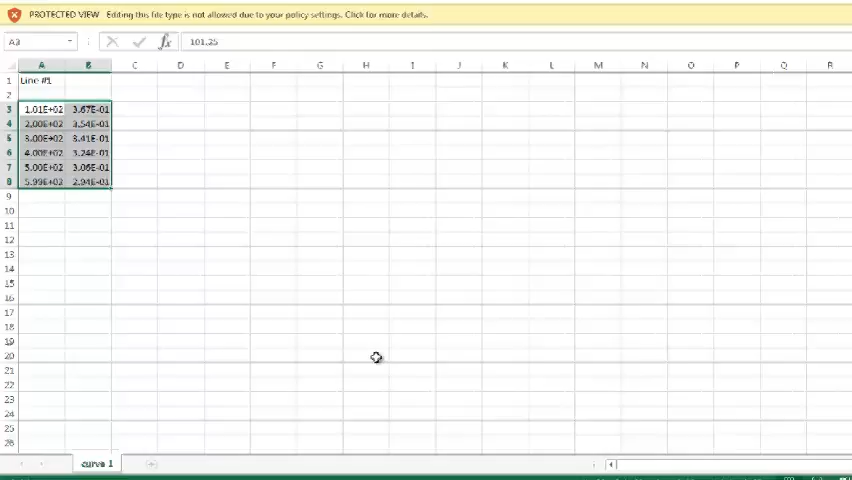 PROTECTED VIEW Editing this file type is not allowed due to your policy settings. Click for more details.
A3 fx 101,25
A B C D E F G H I J K L M N O P Q R
1 Line #1
2
3 1.01E+02 3.67E-01
4 2.00E+02 3.54E-01
5 3.00E+02 3.41E-01
6 4.00E+02 3.24E-01
7 5.00E+02 3.06E-01
8 5.99E+02 2.94E-01
9
10
11
12
13
14
15
16
17
18
19
20
21
22
23
24
25
26
curve 1